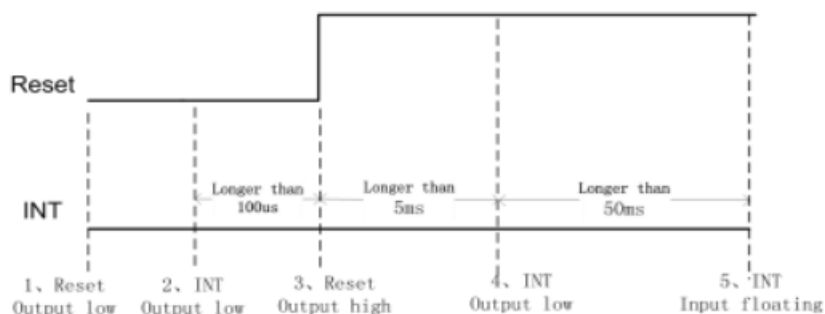 Reset
Longer than
100us
Longer than
5ms
Longer than
50ms
INT
1、Reset
Output low
2、INT
Output low
3、Reset
Output high
4、INT
Output low
5、INT
Input floating